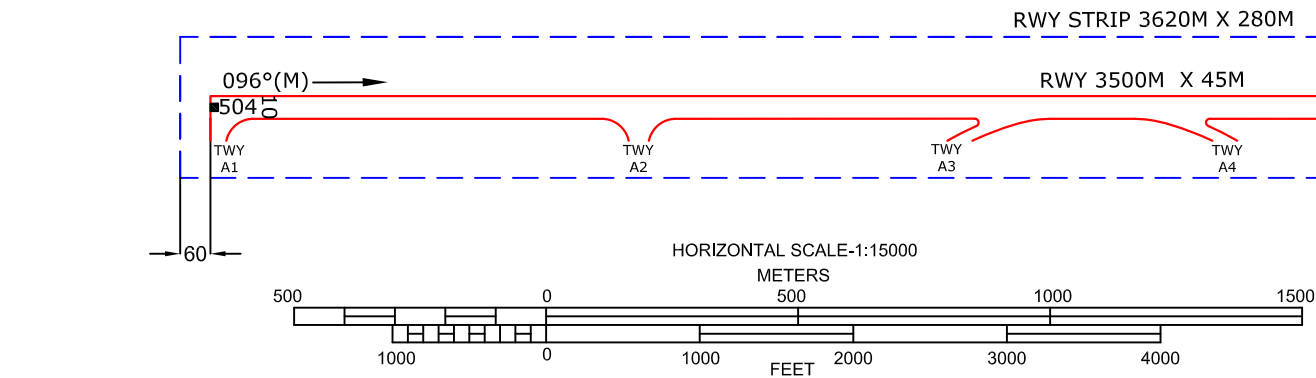 RWY STRIP 3620M X 280M
096°(M)
RWY 3500M X 45M
504
10
TWY
A1
TWY
A2
TWY
A3
TWY
A4
60
HORIZONTAL SCALE-1:15000
METERS
500 0 500 1000 1500
1000 0 1000 2000 3000 4000
FEET